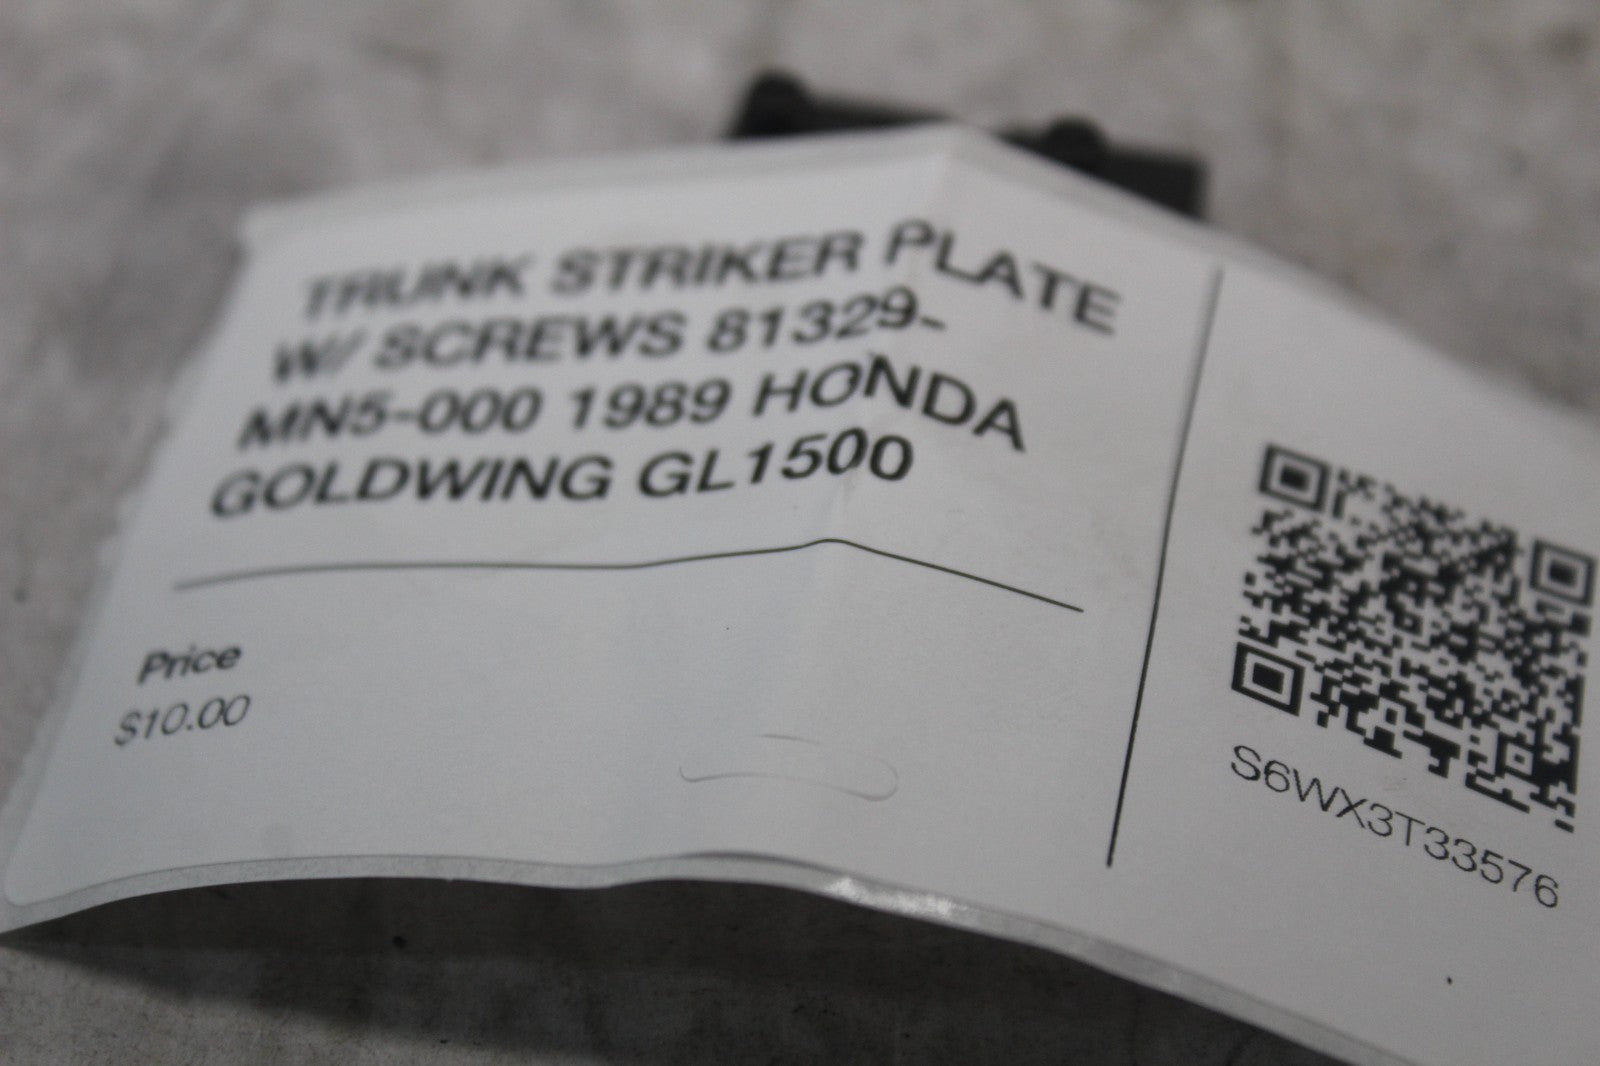 TRUNK STRIKER PLATE
W/ SCREWS 81329-
MN5-000 1989 HONDA
GOLDWING GL1500
Price
$10.00
S6WX3T33576